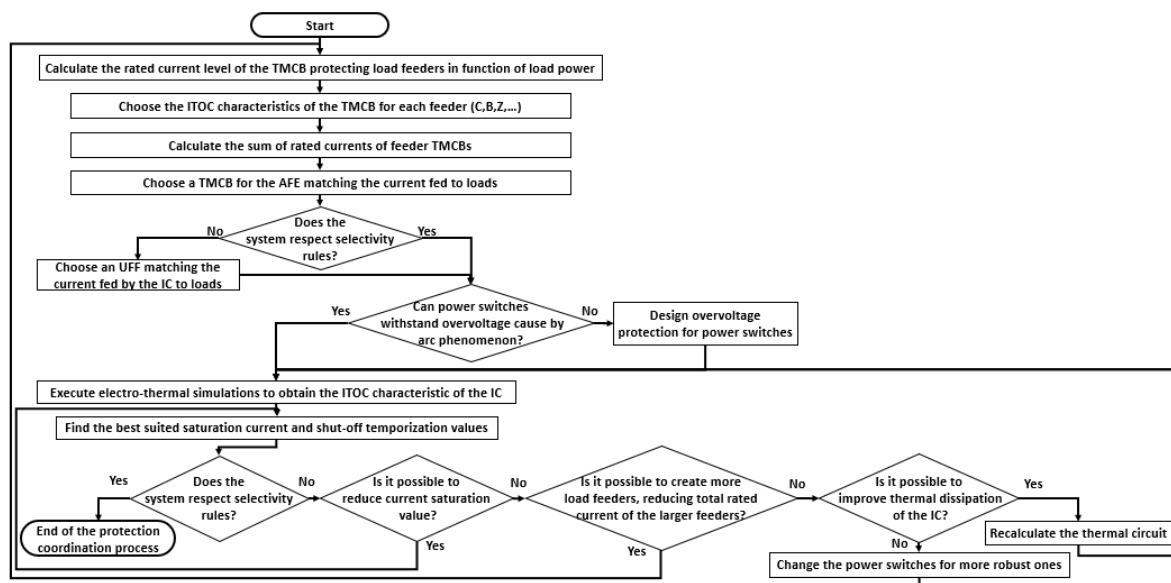 Start
Calculate the rated current level of the TMCB protecting load feeders in function of load power
Choose the ITOC characteristics of the TMCB for each feeder (C,B,Z,...)
Calculate the sum of rated currents of feeder TMCBs
Choose a TMCB for the AFE matching the current fed to loads
No
Does the
system respect selectivity
rules?
Yes
Choose an UFF matching the
current fed by the IC to loads
Yes
Can power switches
withstand overvoltage cause by
arc phenomenon?
No
Design overvoltage
protection for power switches
Execute electro-thermal simulations to obtain the ITOC characteristic of the IC
Find the best suited saturation current and shut-off temporization values
Yes
Does the
system respect selectivity
rules?
No
Is it possible to
reduce current saturation
value?
No
Is it possible to create more
load feeders, reducing total rated
current of the larger feeders?
No
Is it possible to
improve thermal dissipation
of the IC?
Yes
End of the protection
coordination process
Yes
Yes
No
Recalculate the thermal circuit
Change the power switches for more robust ones